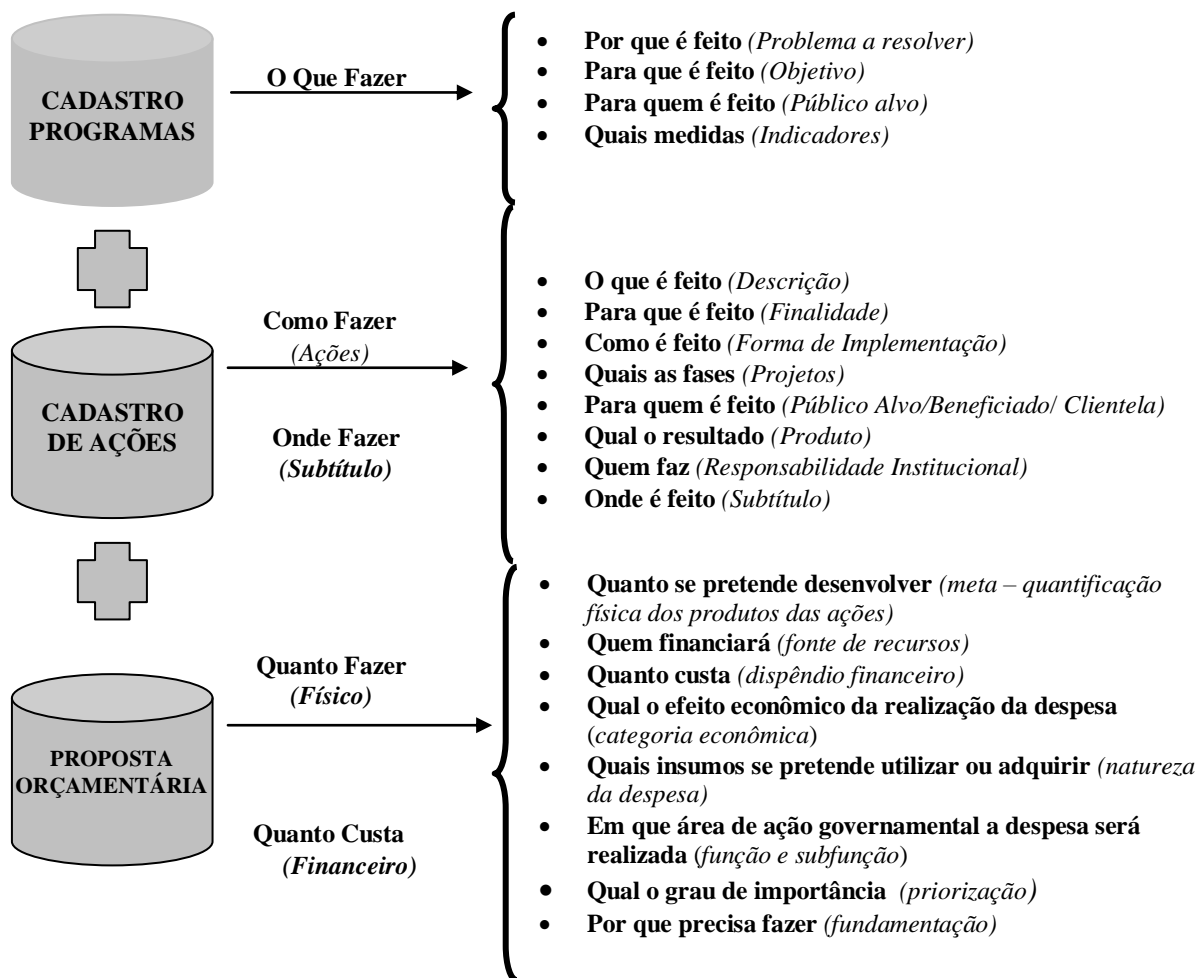 CADASTRO
PROGRAMAS
O Que Fazer
• Por que é feito (Problema a resolver)
• Para que é feito (Objetivo)
• Para quem é feito (Público alvo)
• Quais medidas (Indicadores)
CADASTRO
DE AÇÕES
Como Fazer
(Ações)
Onde Fazer
(Subtítulo)
• O que é feito (Descrição)
• Para que é feito (Finalidade)
• Como é feito (Forma de Implementação)
• Quais as fases (Projetos)
• Para quem é feito (Público Alvo/Beneficiado/ Clientela)
• Qual o resultado (Produto)
• Quem faz (Responsabilidade Institucional)
• Onde é feito (Subtítulo)
PROPOSTA
ORÇAMENTÁRIA
Quanto Fazer
(Físico)
Quanto Custa
(Financeiro)
• Quanto se pretende desenvolver (meta – quantificação
física dos produtos das ações)
• Quem financiará (fonte de recursos)
• Quanto custa (dispêndio financeiro)
• Qual o efeito econômico da realização da despesa
(categoria econômica)
• Quais insumos se pretende utilizar ou adquirir (natureza
da despesa)
• Em que área de ação governamental a despesa será
realizada (função e subfunção)
• Qual o grau de importância (priorização)
• Por que precisa fazer (fundamentação)